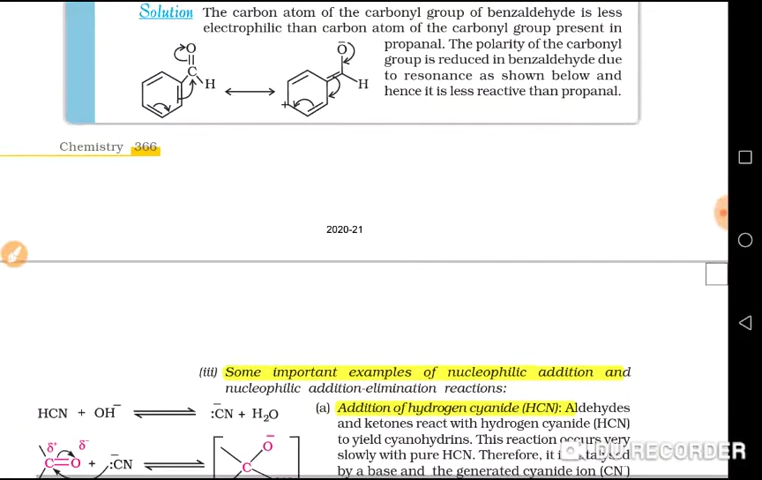 Solution The carbon atom of the carbonyl group of benzaldehyde is less
electrophilic than carbon atom of the carbonyl group present in
propanal. The polarity of the carbonyl
group is reduced in benzaldehyde due
to resonance as shown below and
hence it is less reactive than propanal.
O
C
H
Ō
H
+
Chemistry 366
2020-21
(iii) Some important examples of nucleophilic addition and
nucleophilic addition-elimination reactions:
(a) Addition of hydrogen cyanide (HCN): Aldehydes
and ketones react with hydrogen cyanide (HCN)
to yield cyanohydrins. This reaction occurs very
slowly with pure HCN. Therefore, it is catalysed
by a base and the generated cyanide ion (CN⁻)
HCN + OH⁻ ⇌ :C̄N + H₂O
δ⁺ δ⁻
C=O + :C̄N ⇌
O⁻
C
DU RECORDER